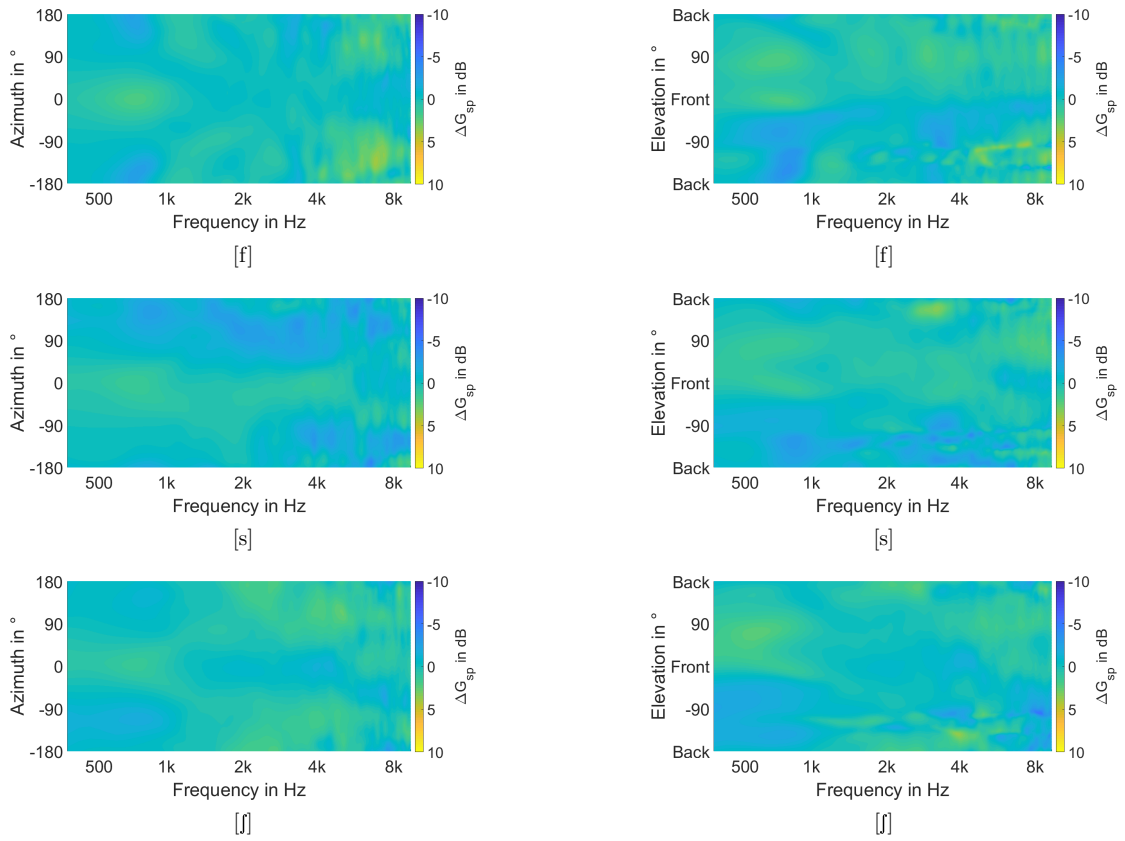 180
90
0
-90
-180
Azimuth in °
500 1k 2k 4k 8k
Frequency in Hz
-10
-5
0
5
10
ΔGsp in dB
[f]
Back
90
Front
-90
Back
Elevation in °
500 1k 2k 4k 8k
Frequency in Hz
-10
-5
0
5
10
ΔGsp in dB
[f]
180
90
0
-90
-180
Azimuth in °
500 1k 2k 4k 8k
Frequency in Hz
-10
-5
0
5
10
ΔGsp in dB
[s]
Back
90
Front
-90
Back
Elevation in °
500 1k 2k 4k 8k
Frequency in Hz
-10
-5
0
5
10
ΔGsp in dB
[s]
180
90
0
-90
-180
Azimuth in °
500 1k 2k 4k 8k
Frequency in Hz
-10
-5
0
5
10
ΔGsp in dB
[ʃ]
Back
90
Front
-90
Back
Elevation in °
500 1k 2k 4k 8k
Frequency in Hz
-10
-5
0
5
10
ΔGsp in dB
[ʃ]